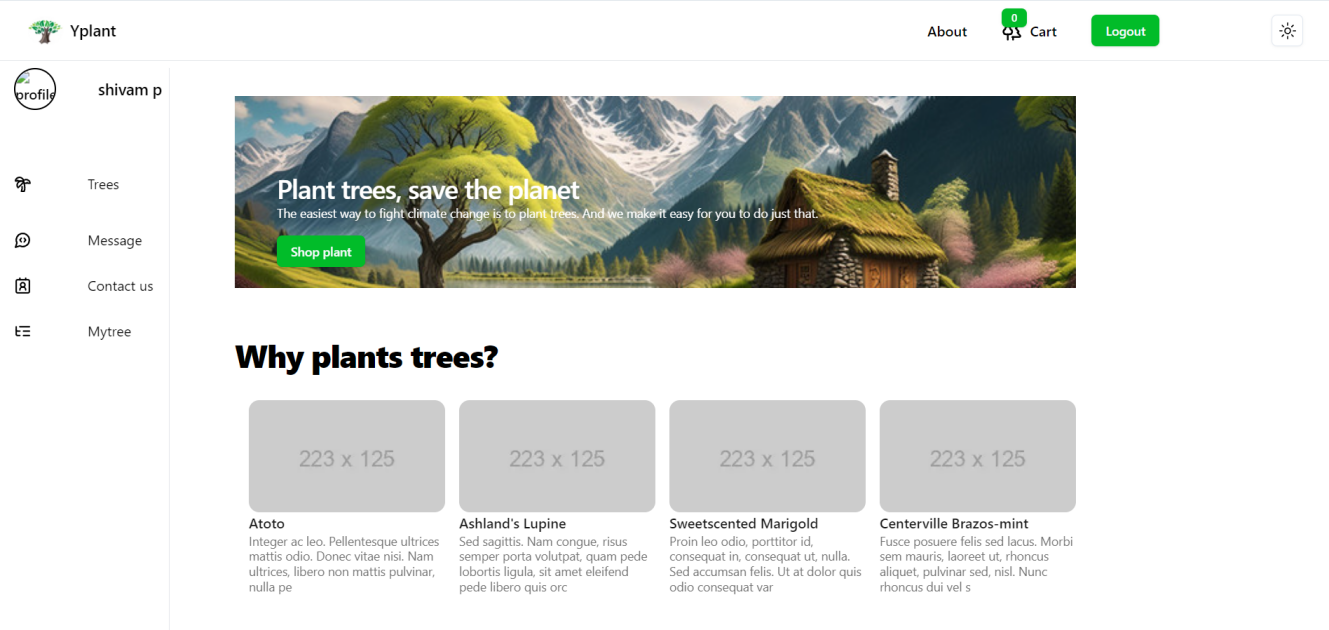 Yplant
About
0
Cart
Logout
profile
shivam p
Trees
Message
Contact us
Mytree
Plant trees, save the planet
The easiest way to fight climate change is to plant trees. And we make it easy for you to do just that.
Shop plant
Why plants trees?
223 x 125
Atoto
Integer ac leo. Pellentesque ultrices
mattis odio. Donec vitae nisi. Nam
ultrices, libero non mattis pulvinar,
nulla pe
223 x 125
Ashland's Lupine
Sed sagittis. Nam congue, risus
semper porta volutpat, quam pede
lobortis ligula, sit amet eleifend
pede libero quis orc
223 x 125
Sweetscented Marigold
Proin leo odio, porttitor id,
consequat in, consequat ut, nulla.
Sed accumsan felis. Ut at dolor quis
odio consequat var
223 x 125
Centerville Brazos-mint
Fusce posuere felis sed lacus. Morbi
sem mauris, laoreet ut, rhoncus
aliquet, pulvinar sed, nisl. Nunc
rhoncus dui vel s